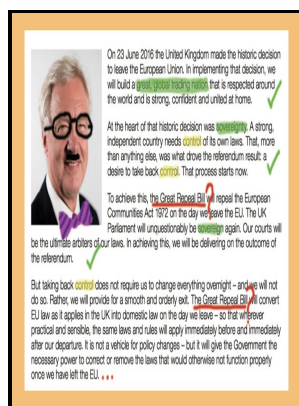 On 23 June 2016 the United Kingdom made the historic decision
to leave the European Union. In implementing that decision, we
will build a great, global trading nation that is respected around
the world and is strong, confident and united at home.
At the heart of that historic decision was sovereignty. A strong,
independent country needs control of its own laws. That, more
than anything else, was what drove the referendum result: a
desire to take back control. That process starts now.
To achieve this, the Great Repeal Bill will repeal the European
Communities Act 1972 on the day we leave the EU. The UK
Parliament will unquestionably be sovereign again. Our courts will
be the ultimate arbiters of our laws. In achieving this, we will be delivering on the outcome of
the referendum.
But taking back control does not require us to change everything overnight – and we will not
do so. Rather, we will provide for a smooth and orderly exit. The Great Repeal Bill will convert
EU law as it applies in the UK into domestic law on the day we leave – so that wherever
practical and sensible, the same laws and rules will apply immediately before and immediately
after our departure. It is not a vehicle for policy changes – but it will give the Government the
necessary power to correct or remove the laws that would otherwise not function properly
once we have left the EU. ...